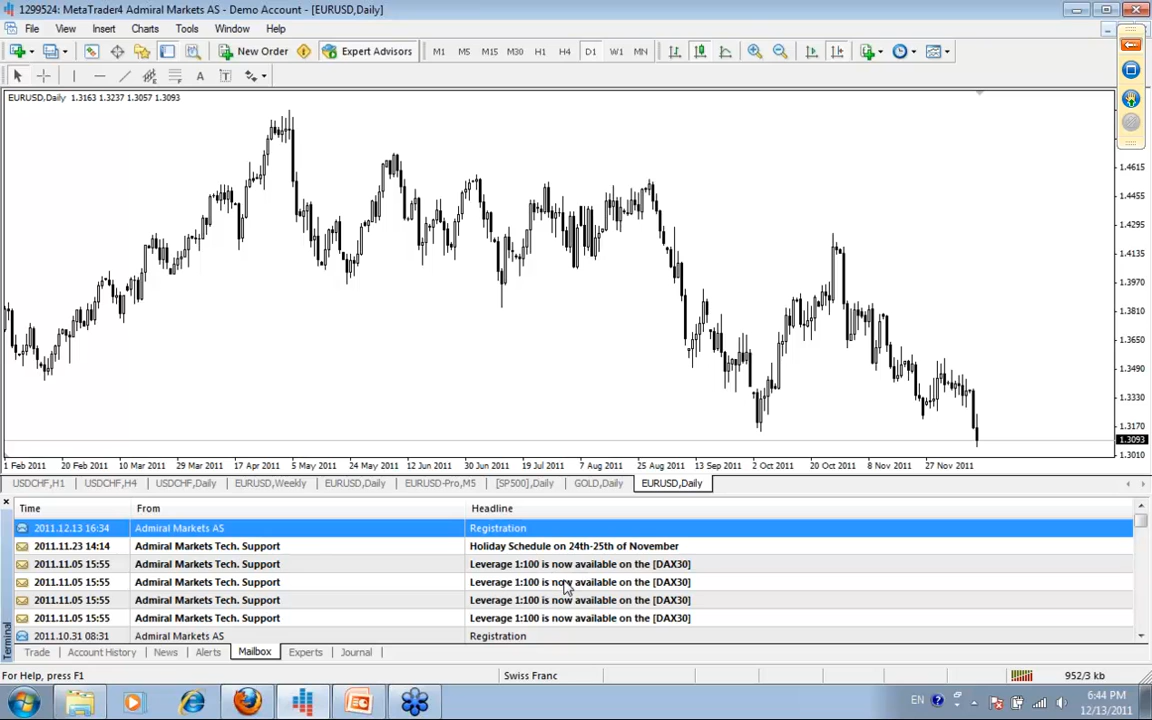 1299524: MetaTrader4 Admiral Markets AS - Demo Account - [EURUSD,Daily]
File View Insert Charts Tools Window Help
New Order Expert Advisors M1 M5 M15 M30 H1 H4 D1 W1 MN
A T
EURUSD,Daily 1.3163 1.3237 1.3057 1.3093
1.4615
1.4455
1.4295
1.4135
1.3970
1.3810
1.3650
1.3490
1.3330
1.3170
1.3093
1.3010
1 Feb 2011 20 Feb 2011 10 Mar 2011 29 Mar 2011 17 Apr 2011 5 May 2011 24 May 2011 12 Jun 2011 30 Jun 2011 19 Jul 2011 7 Aug 2011 25 Aug 2011 13 Sep 2011 2 Oct 2011 20 Oct 2011 8 Nov 2011 27 Nov 2011
USDCHF,H1 USDCHF,H4 USDCHF,Daily EURUSD,Weekly EURUSD,Daily EURUSD-Pro,M5 [SP500],Daily GOLD,Daily EURUSD,Daily
Time From Headline
2011.12.13 16:34 Admiral Markets AS Registration
2011.11.23 14:14 Admiral Markets Tech. Support Holiday Schedule on 24th-25th of November
2011.11.05 15:55 Admiral Markets Tech. Support Leverage 1:100 is now available on the [DAX30]
2011.11.05 15:55 Admiral Markets Tech. Support Leverage 1:100 is now available on the [DAX30]
2011.11.05 15:55 Admiral Markets Tech. Support Leverage 1:100 is now available on the [DAX30]
2011.11.05 15:55 Admiral Markets Tech. Support Leverage 1:100 is now available on the [DAX30]
2011.10.31 08:31 Admiral Markets AS Registration
Terminal
Trade Account History News Alerts Mailbox Experts Journal
For Help, press F1 Swiss Franc 952/3 kb
EN 6:44 PM
12/13/2011